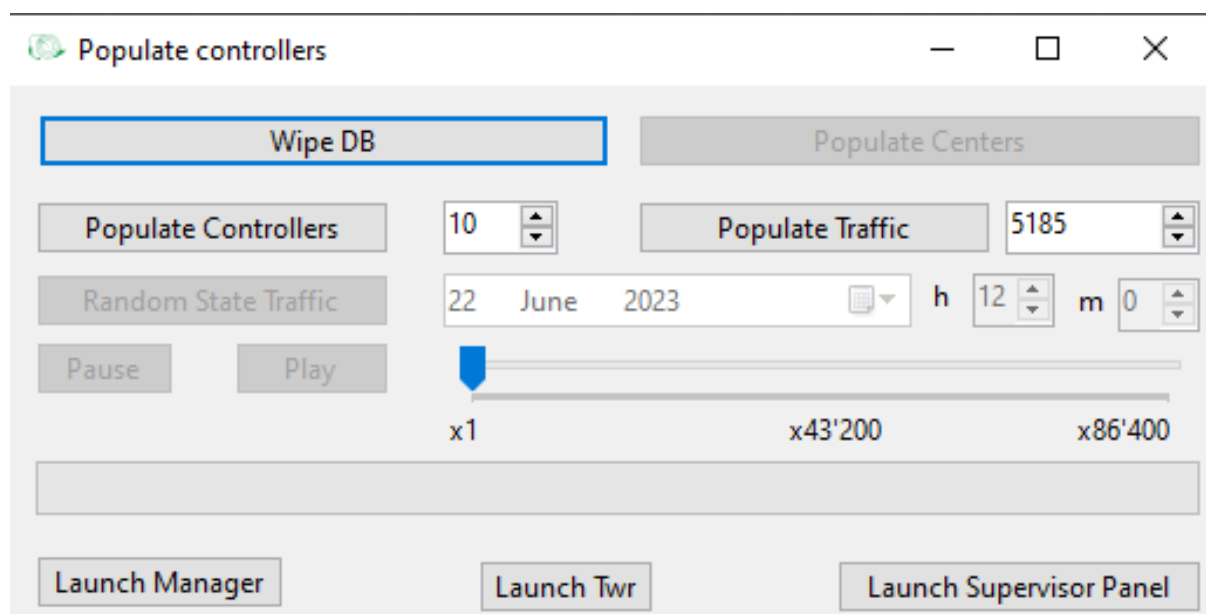 Populate controllers
Wipe DB Populate Centers
Populate Controllers 10 Populate Traffic 5185
Random State Traffic 22 June 2023 h 12 m 0
Pause Play
x1 x43'200 x86'400
Launch Manager Launch Twr Launch Supervisor Panel